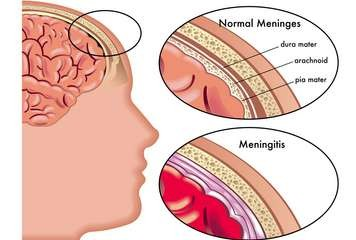 Normal Meninges
dura mater
arachnoid
pia mater
Meningitis